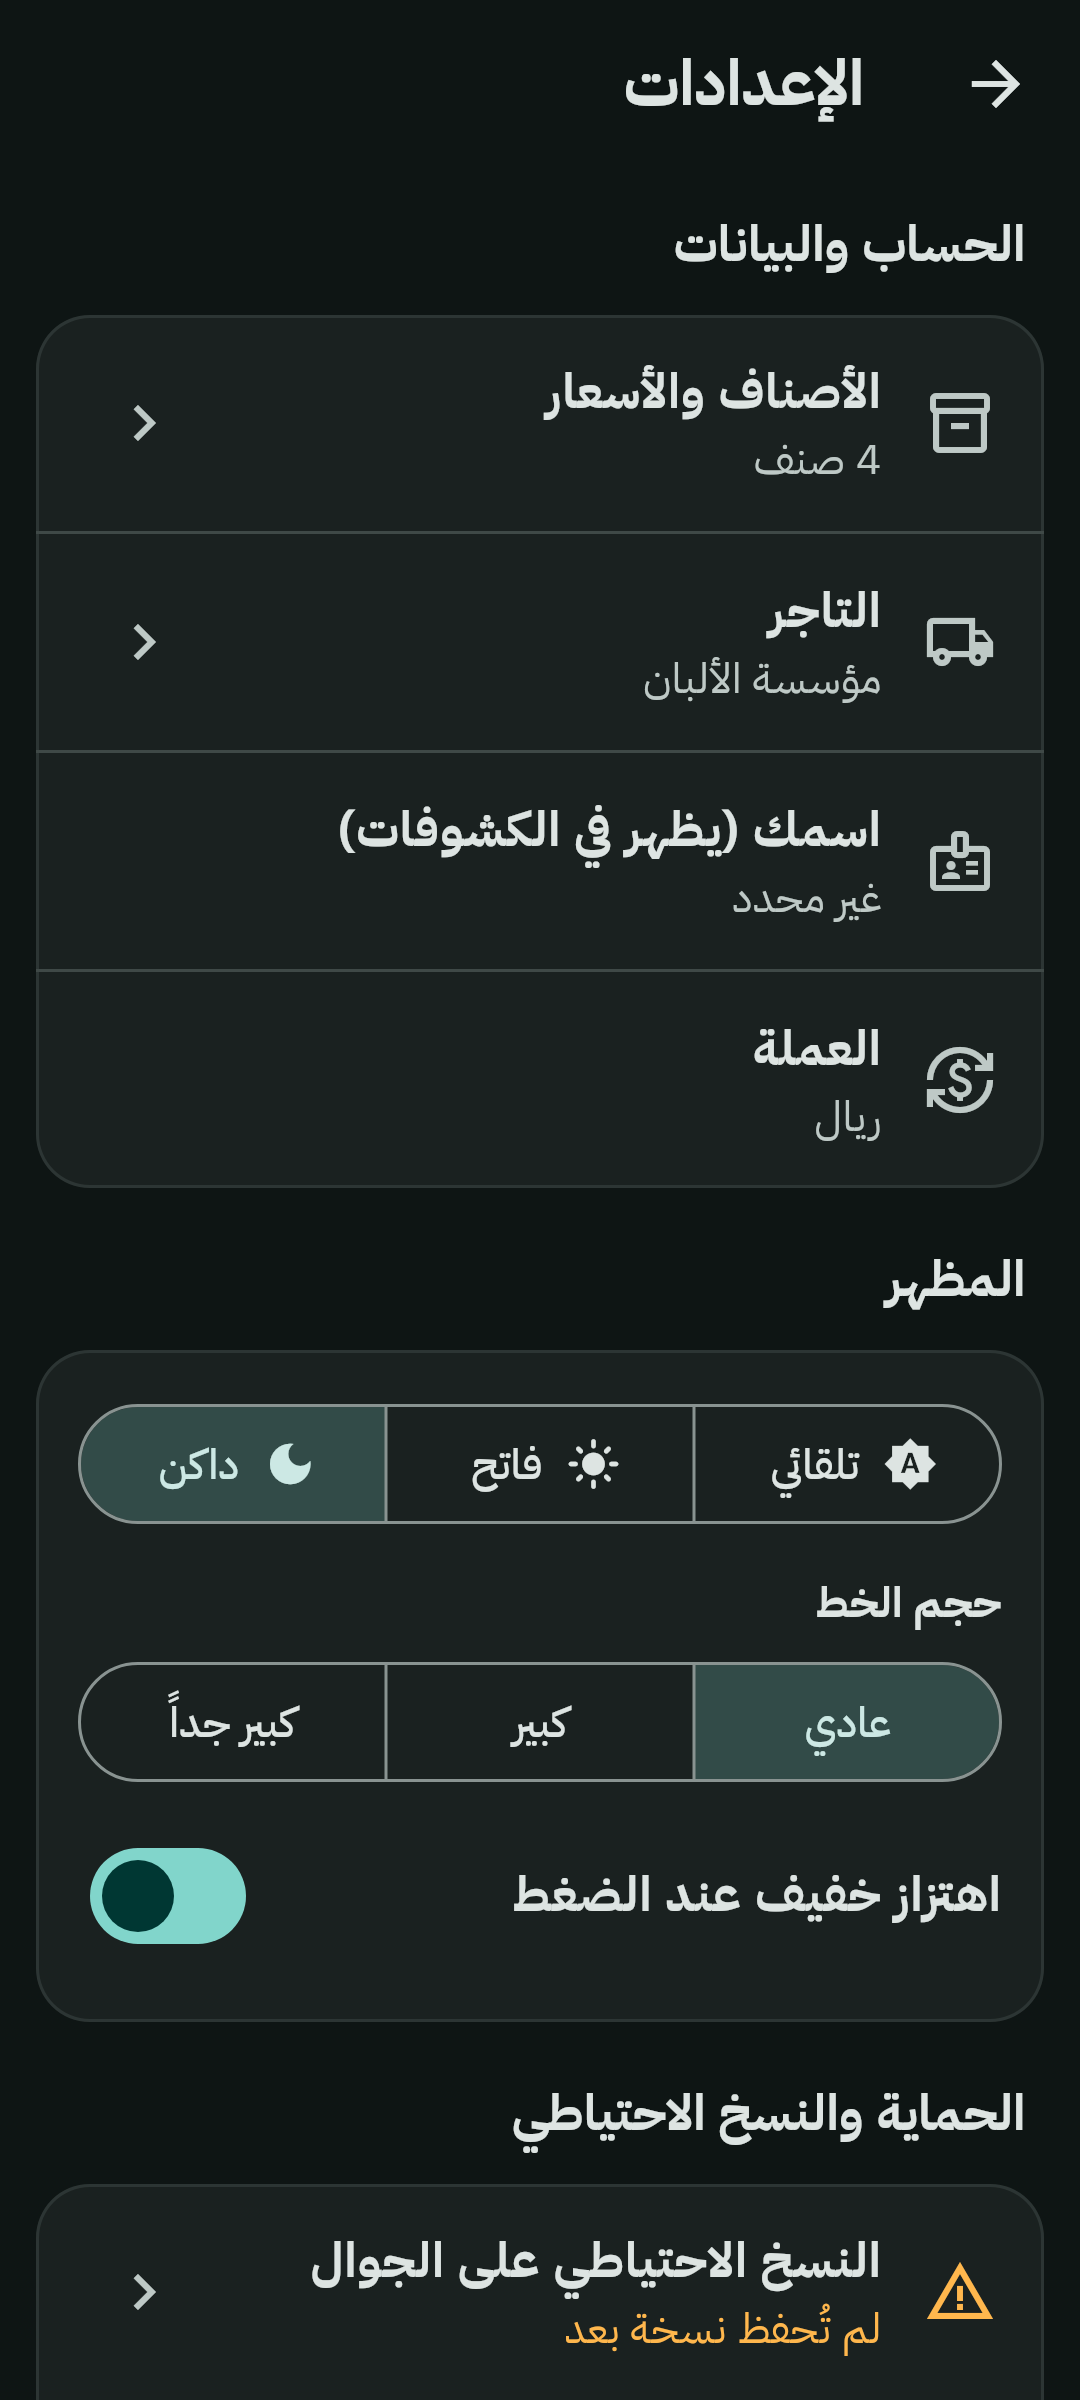 الإعدادات
الحساب والبيانات
الأصناف والأسعار
4 صنف
التاجر
مؤسسة الألبان
اسمك (يظهر في الكشوفات)
غير محدد
العملة
ريال
المظهر
تلقائي
فاتح
داكن
حجم الخط
عادي
كبير
كبير جداً
اهتزاز خفيف عند الضغط
الحماية والنسخ الاحتياطي
النسخ الاحتياطي على الجوال
لم تُحفظ نسخة بعد